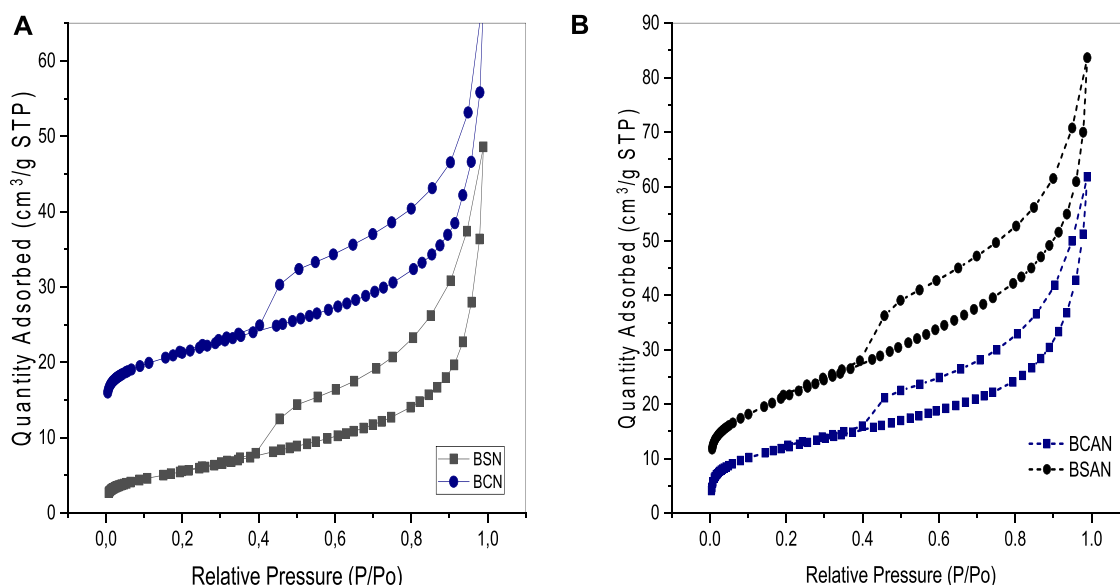 A
Quantity Adsorbed (cm³/g STP)
60
50
40
30
20
10
0
0,0 0,2 0,4 0,6 0,8 1,0
Relative Pressure (P/Po)
BSN
BCN
B
Quantity Adsorbed (cm³/g STP)
90
80
70
60
50
40
30
20
10
0
0.0 0.2 0.4 0.6 0.8 1.0
Relative Pressure (P/Po)
BCAN
BSAN